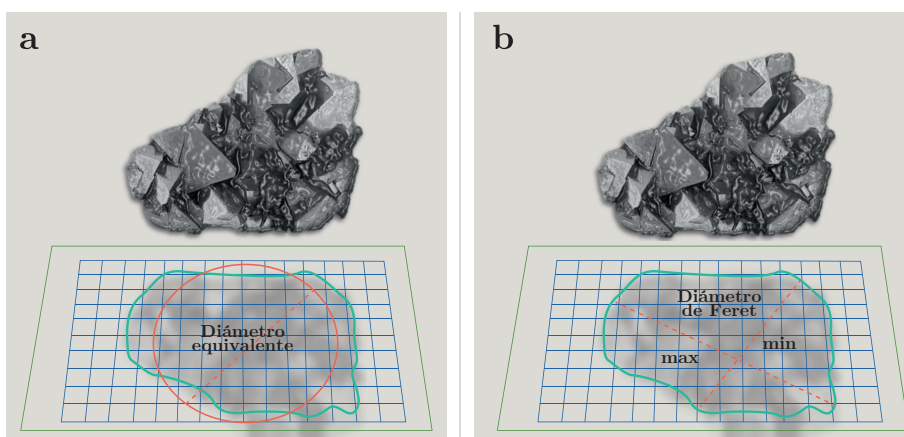 a
Diámetro
equivalente
b
Diámetro
de Feret
max
min